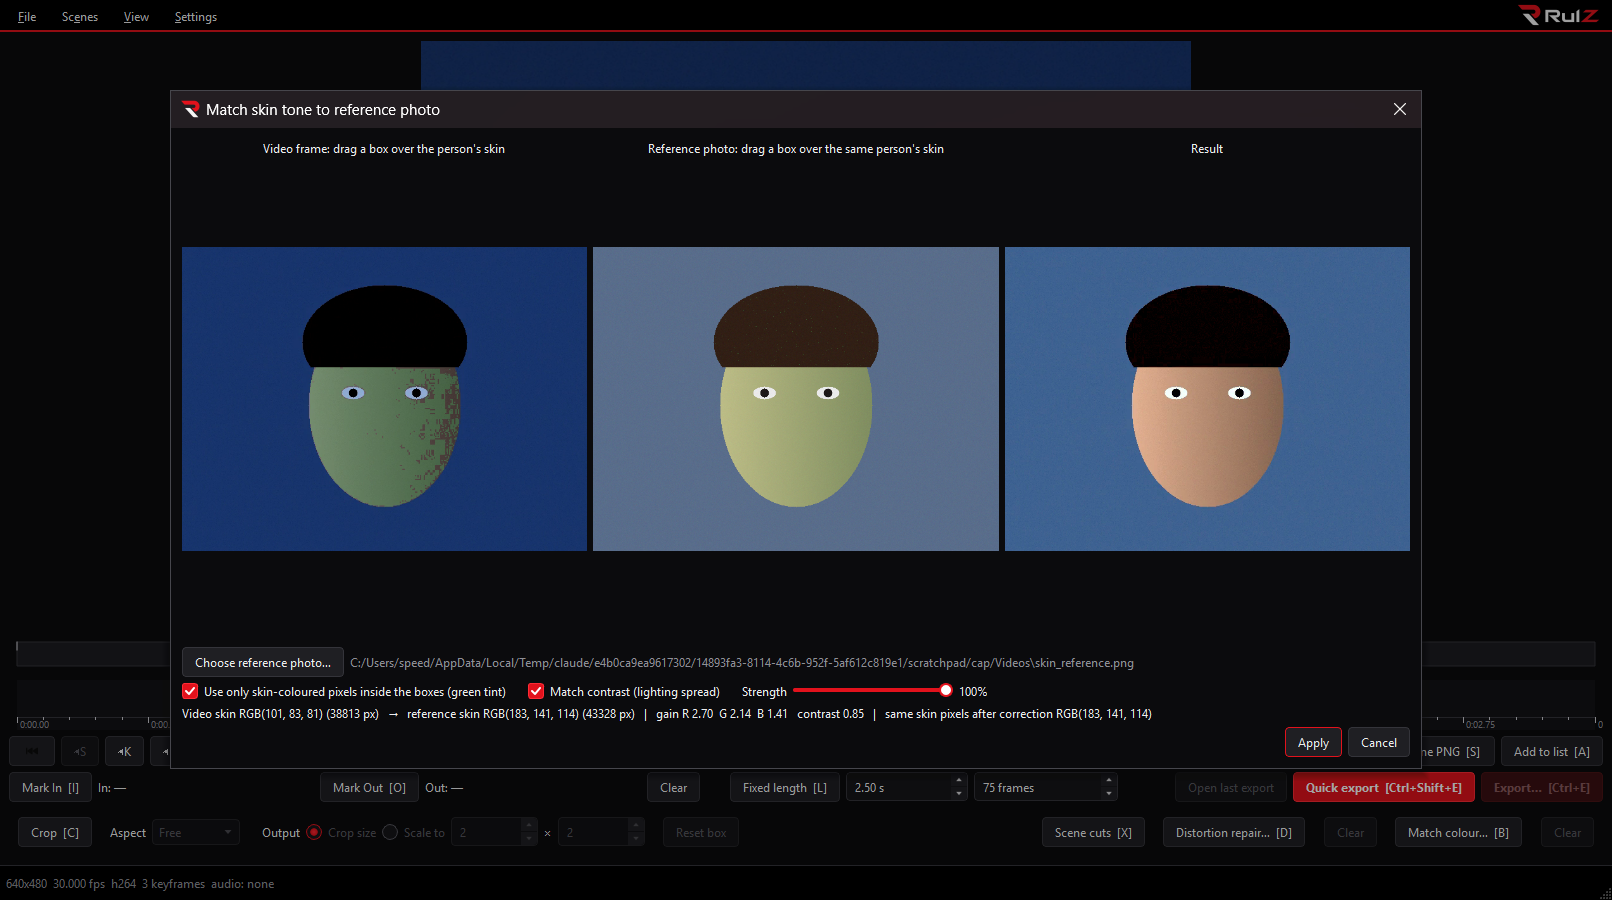 File Scenes View Settings RulZ
Match skin tone to reference photo
Video frame: drag a box over the person's skin Reference photo: drag a box over the same person's skin Result
Choose reference photo... C:/Users/speed/AppData/Local/Temp/claude/e4b0ca9ea9617302/14893fa3-8114-4c6b-952f-5af612c819e1/scratchpad/cap/Videos\skin_reference.png
Use only skin-coloured pixels inside the boxes (green tint) Match contrast (lighting spread) Strength 100%
Video skin RGB(101, 83, 81) (38813 px) → reference skin RGB(183, 141, 114) (43328 px) | gain R 2.70 G 2.14 B 1.41 contrast 0.85 | same skin pixels after correction RGB(183, 141, 114)
0:00.00 0:00. 0:02.75 0
Apply Cancel
S K ne PNG [S] Add to list [A]
Mark In [I] In: — Mark Out [O] Out: — Clear Fixed length [L] 2.50 s 75 frames Open last export Quick export [Ctrl+Shift+E] Export... [Ctrl+E]
Crop [C] Aspect Free Output Crop size Scale to 2 × 2 Reset box Scene cuts [X] Distortion repair... [D] Clear Match colour... [B] Clear
640x480 30.000 fps h264 3 keyframes audio: none